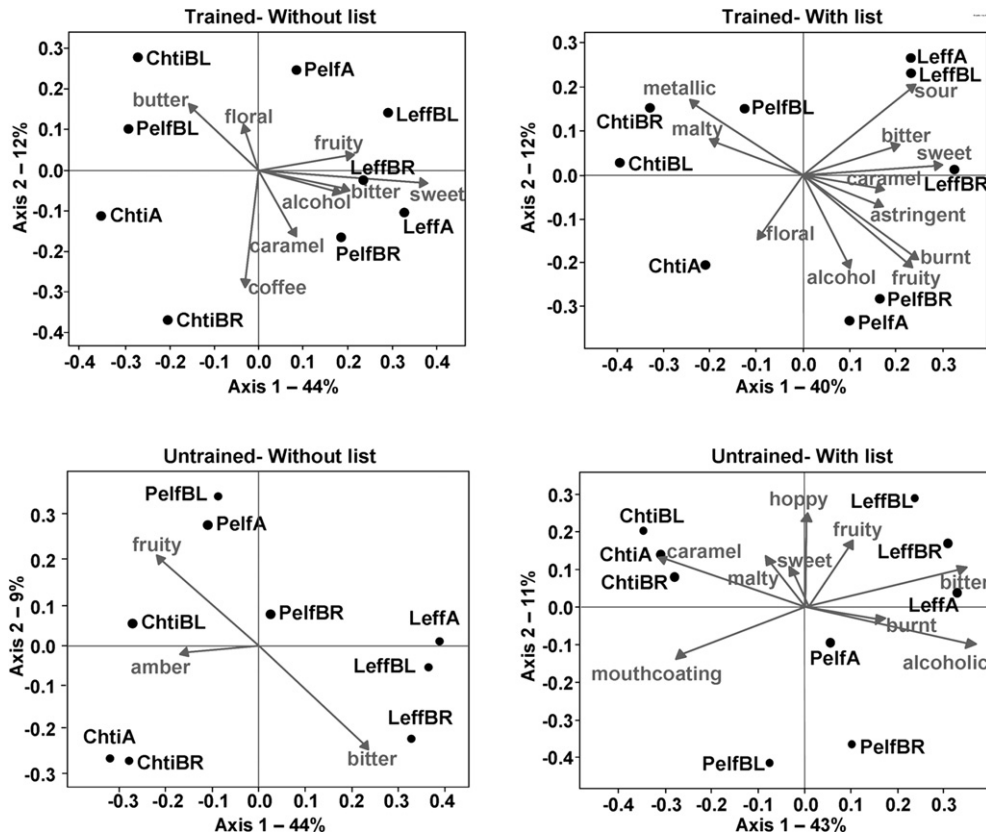 Trained- Without list
0.3
0.2
0.1
0.0
-0.1
-0.2
-0.3
-0.4
Axis 2 – 12%
ChtiBL
PelfA
butter
floral
LeffBL
PelfBL
fruity
LeffBR
bitter
sweet
alcohol
ChtiA
LeffA
caramel
PelfBR
coffee
ChtiBR
-0.4 -0.3 -0.2 -0.1 0.0 0.1 0.2 0.3 0.4
Axis 1 – 44%
Trained- With list
0.3
0.2
0.1
0.0
-0.1
-0.2
-0.3
Axis 2 – 12%
LeffA
LeffBL
metallic
sour
ChtiBR
PelfBL
malty
bitter
ChtiBL
sweet
caramel
LeffBR
astringent
floral
ChtiA
burnt
alcohol
fruity
PelfBR
PelfA
-0.4 -0.3 -0.2 -0.1 0.0 0.1 0.2 0.3
Axis 1 – 40%
Untrained- Without list
0.3
0.2
0.1
0.0
-0.1
-0.2
-0.3
Axis 2 – 9%
PelfBL
PelfA
fruity
PelfBR
LeffA
ChtiBL
amber
LeffBL
LeffBR
ChtiA
bitter
ChtiBR
-0.3 -0.2 -0.1 0.0 0.1 0.2 0.3 0.4
Axis 1 – 44%
Untrained- With list
0.3
0.2
0.1
0.0
-0.1
-0.2
-0.3
-0.4
Axis 2 – 11%
hoppy
LeffBL
ChtiBL
fruity
ChtiA
caramel
LeffBR
sweet
ChtiBR
malty
bitter
LeffA
burnt
PelfA
alcoholic
mouthcoating
PelfBR
PelfBL
-0.4 -0.3 -0.2 -0.1 0.0 0.1 0.2 0.3
Axis 1 – 43%